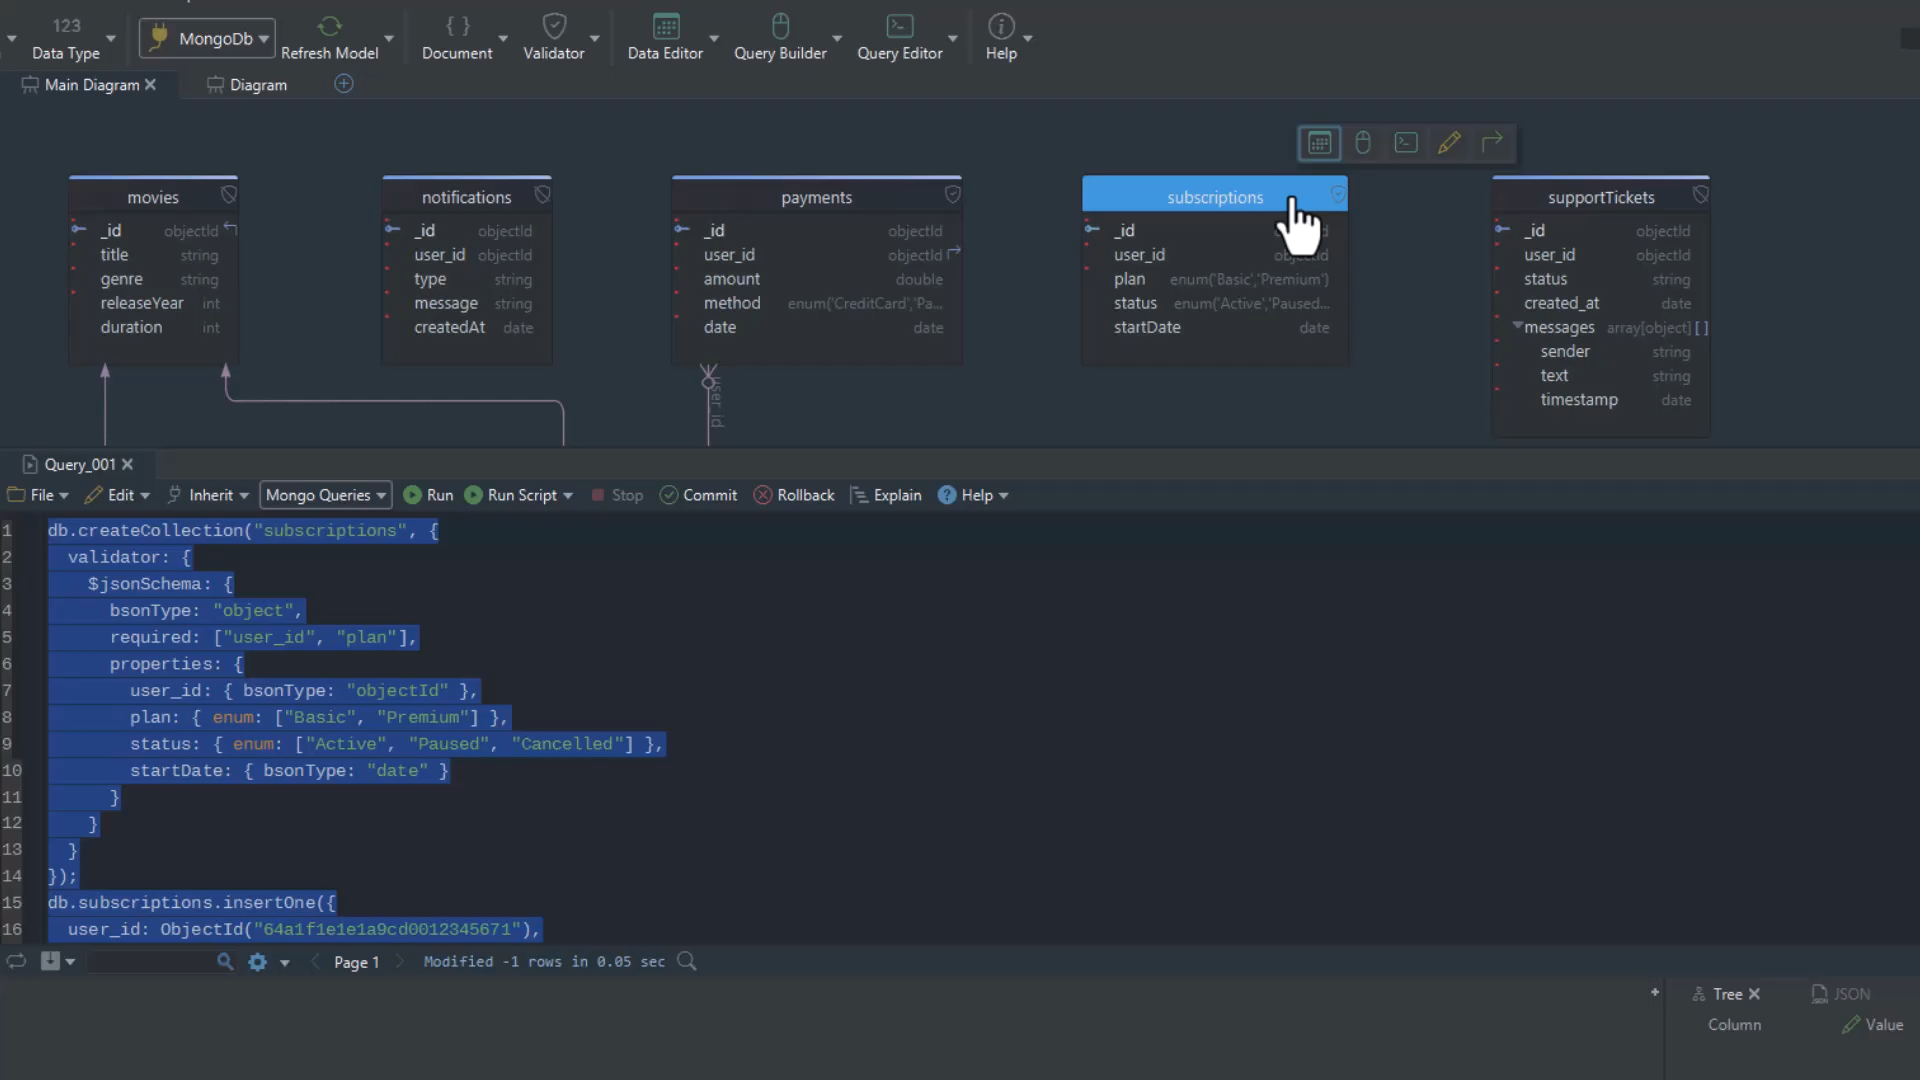 123
Data Type
MongoDb
Refresh Model
{ }
Document
Validator
Data Editor
Query Builder
Query Editor
Help
Main Diagram
Diagram
movies
_id objectId
title string
genre string
releaseYear int
duration int
notifications
_id objectId
user_id objectId
type string
message string
createdAt date
payments
_id objectId
user_id objectId
amount double
method enum('CreditCard','Pa...
date date
user_id
subscriptions
_id
user_id objectId
plan enum('Basic','Premium')
status enum('Active','Paused...
startDate date
supportTickets
_id objectId
user_id objectId
status string
created_at date
messages array[object] [ ]
sender string
text string
timestamp date
Query_001
File Edit Inherit Mongo Queries Run Run Script Stop Commit Rollback Explain Help
1 db.createCollection("subscriptions", {
2 validator: {
3 $jsonSchema: {
4 bsonType: "object",
5 required: ["user_id", "plan"],
6 properties: {
7 user_id: { bsonType: "objectId" },
8 plan: { enum: ["Basic", "Premium"] },
9 status: { enum: ["Active", "Paused", "Cancelled"] },
10 startDate: { bsonType: "date" }
11 }
12 }
13 }
14 });
15 db.subscriptions.insertOne({
16 user_id: ObjectId("64a1f1e1e1a9cd0012345671"),
Page 1
Modified -1 rows in 0.05 sec
Tree
JSON
Column
Value